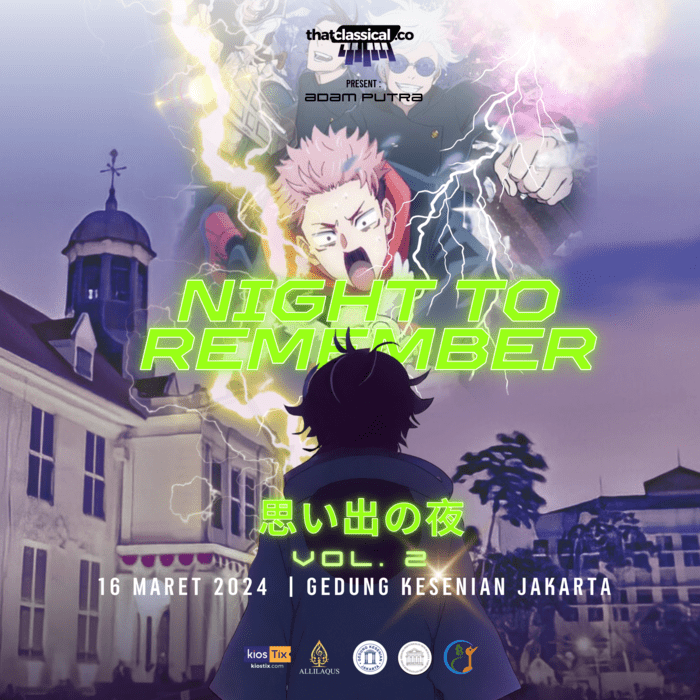 thatclassical.co
PRESENT :
ADAM PUTRA
NIGHT TO
REMEMBER
思い出の夜
VOL. 2
16 MARET 2024 | GEDUNG KESENIAN JAKARTA
kiosTix
kiostix.com
ALLILAQUS